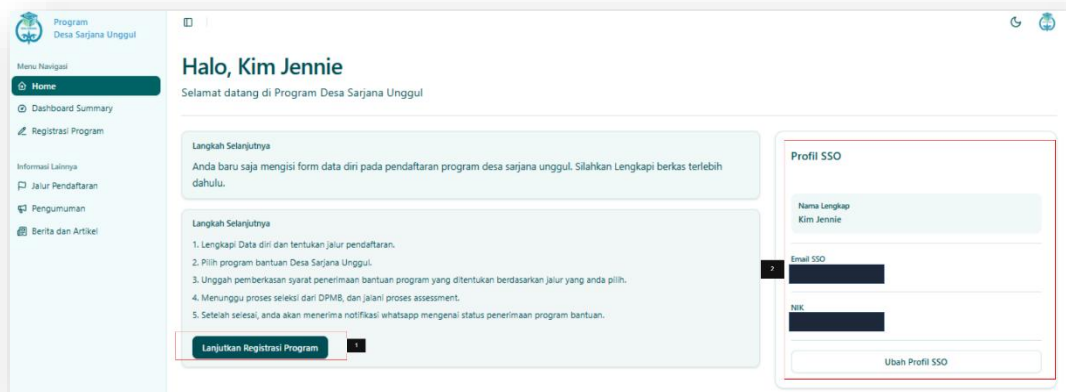 Program
Desa Sarjana Unggul
Menu Navigasi
Home
Dashboard Summary
Registrasi Program
Informasi Lainnya
Jalur Pendaftaran
Pengumuman
Berita dan Artikel
Halo, Kim Jennie
Selamat datang di Program Desa Sarjana Unggul
Langkah Selanjutnya
Anda baru saja mengisi form data diri pada pendaftaran program desa sarjana unggul. Silahkan Lengkapi berkas terlebih
dahulu.
Langkah Selanjutnya
1. Lengkapi Data diri dan tentukan jalur pendaftaran.
2. Pilih program bantuan Desa Sarjana Unggul.
3. Unggah pemberkasan syarat penerimaan bantuan program yang ditentukan berdasarkan jalur yang anda pilih.
4. Menunggu proses seleksi dari DPMB, dan jalani proses assessment.
5. Setelah selesai, anda akan menerima notifikasi whatsapp mengenai status penerimaan program bantuan.
Lanjutkan Registrasi Program
1
Profil SSO
Nama Lengkap
Kim Jennie
Email SSO
2
NIK
Ubah Profil SSO